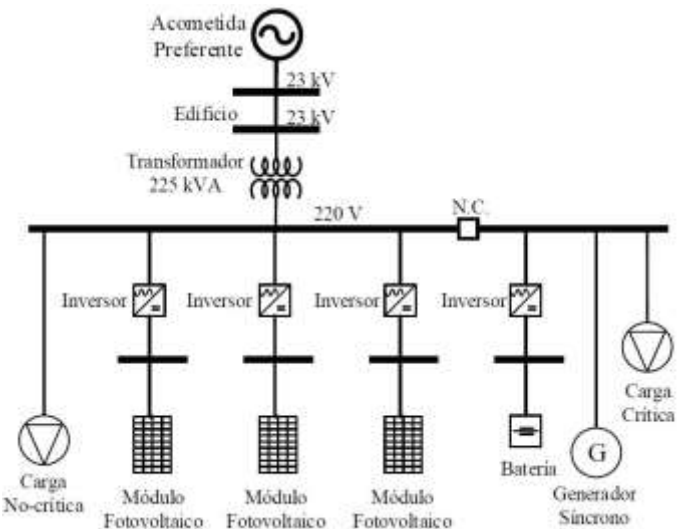 Acometida
Preferente
23 kV
Edificio
23 kV
Transformador
225 kVA
220 V
N.C.
Inversor
Inversor
Inversor
Inversor
Carga
Crítica
G
Batería
Generador
Síncrono
Carga
No-crítica
Módulo
Fotovoltaico
Módulo
Fotovoltaico
Módulo
Fotovoltaico